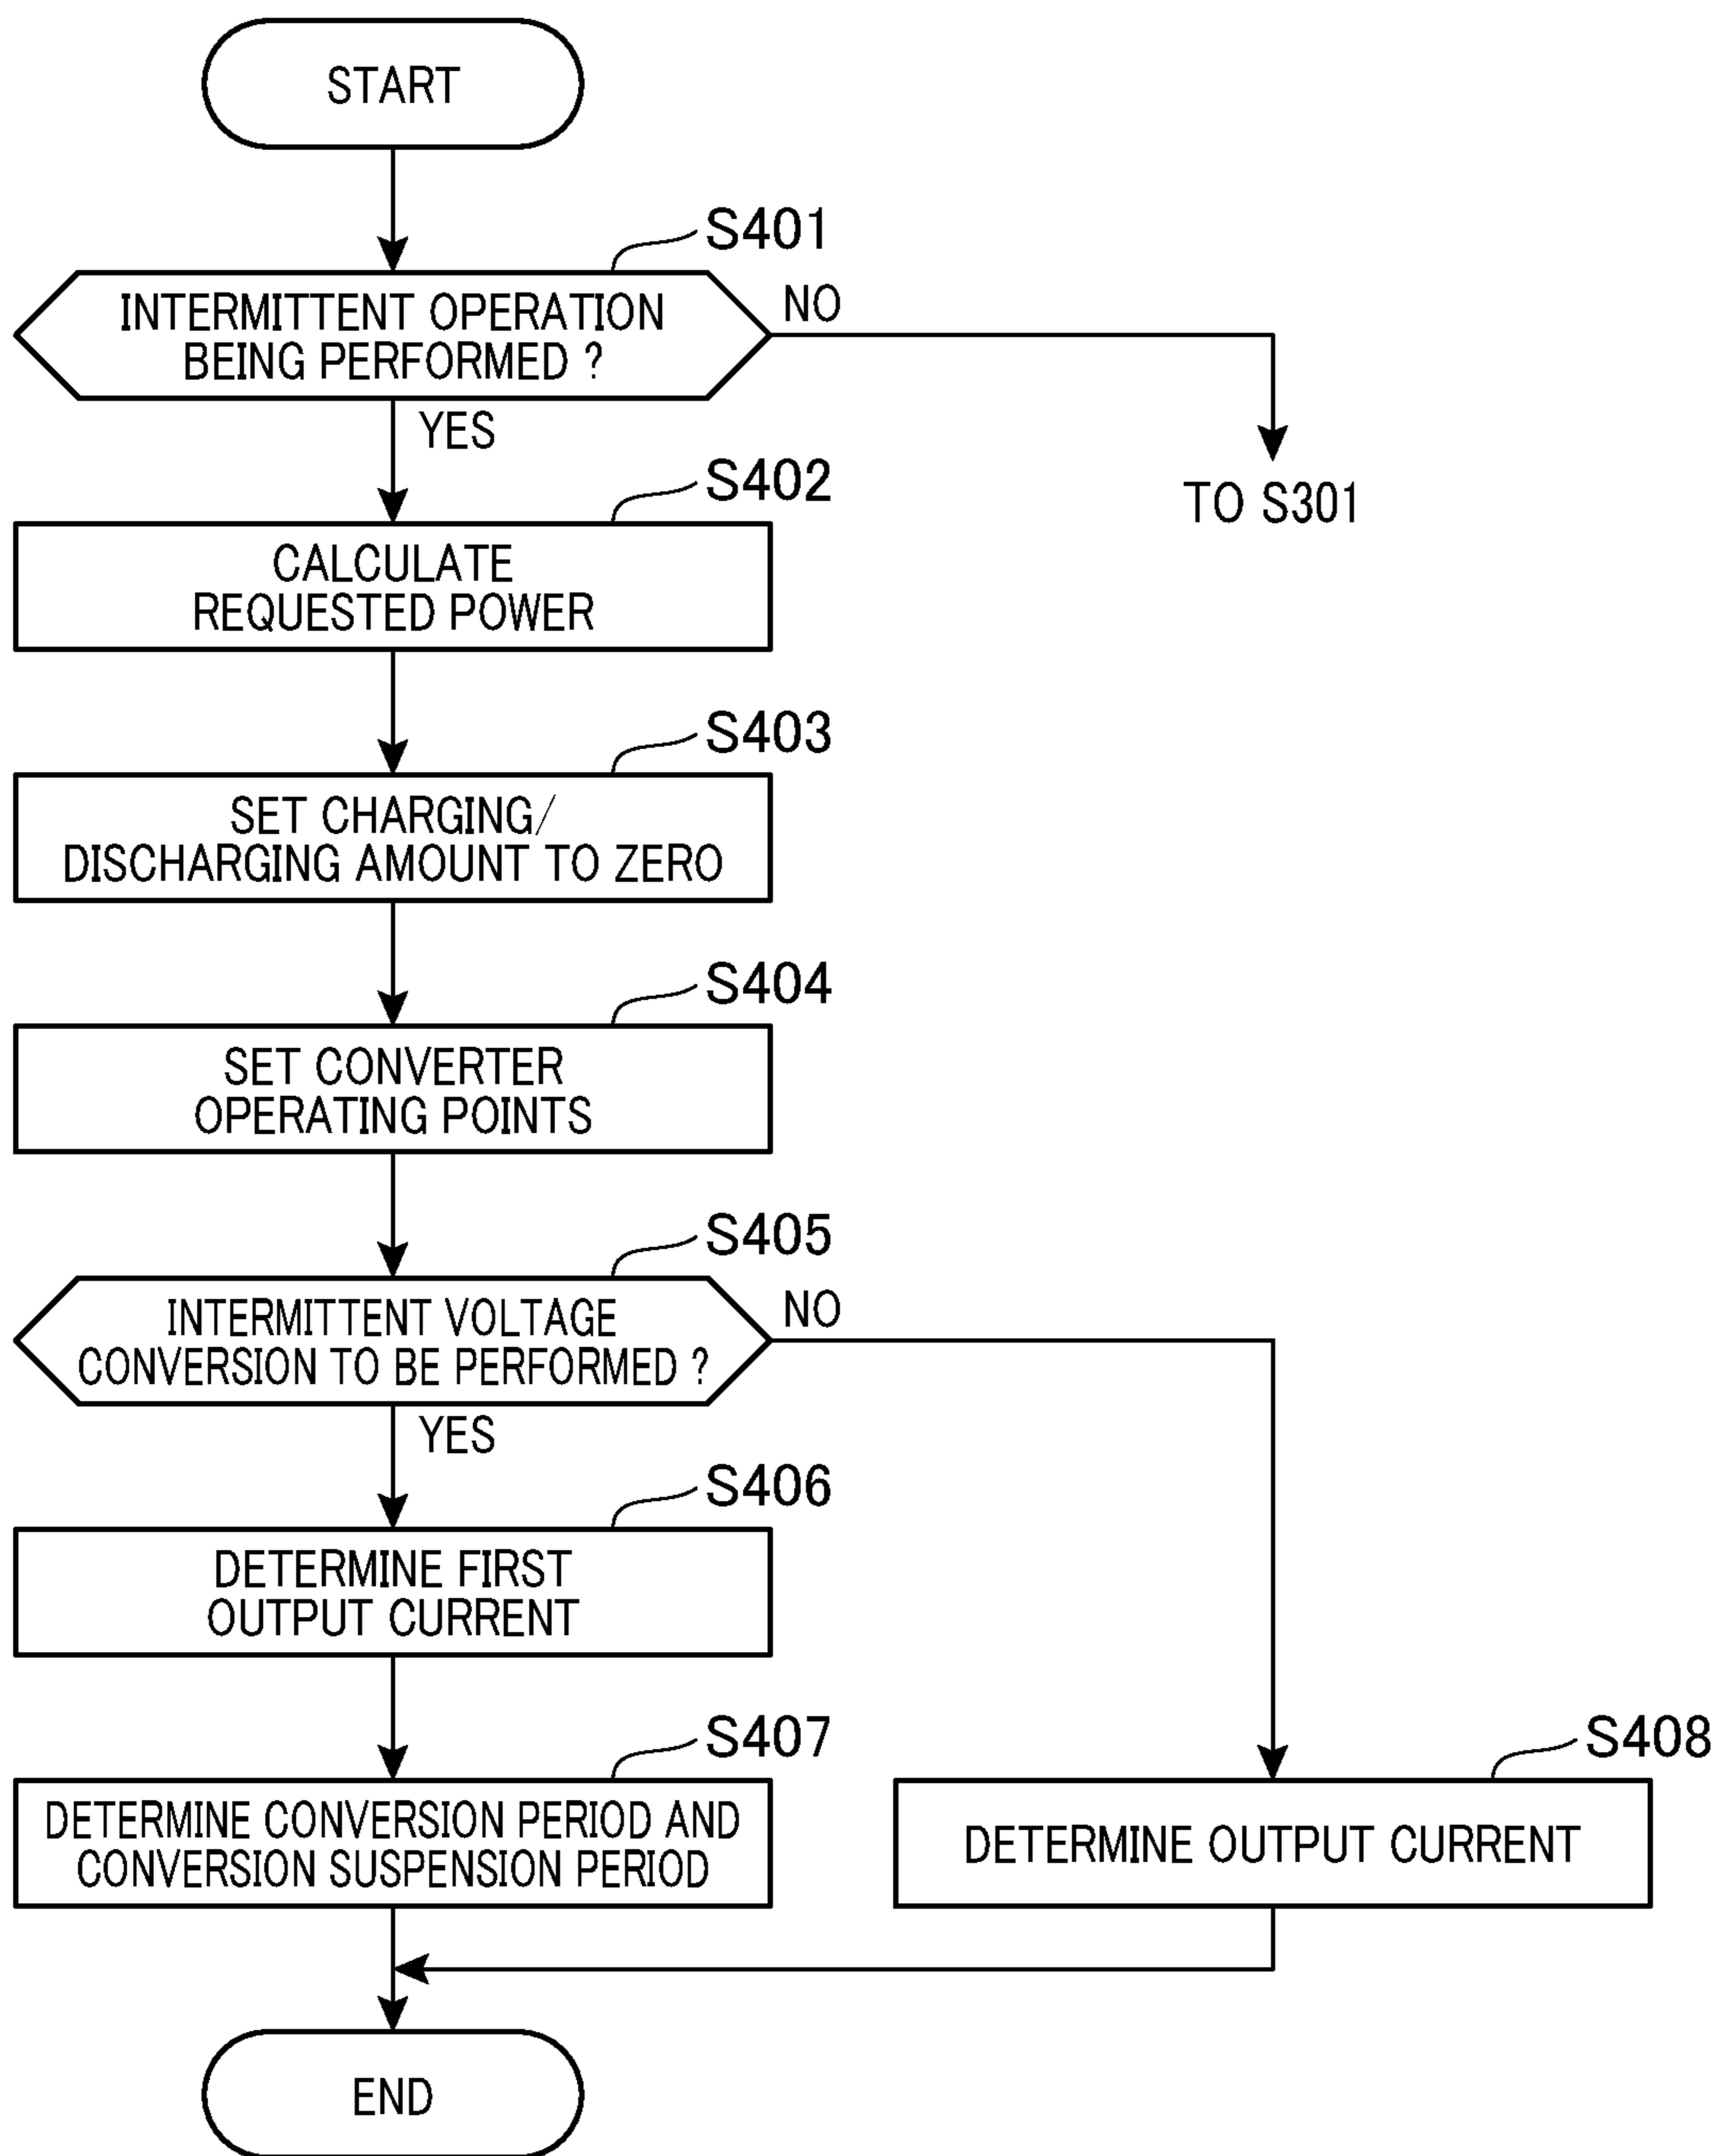 START
S401
INTERMITTENT OPERATION
BEING PERFORMED ?
NO
YES
TO S301
S402
CALCULATE
REQUESTED POWER
S403
SET CHARGING/
DISCHARGING AMOUNT TO ZERO
S404
SET CONVERTER
OPERATING POINTS
S405
INTERMITTENT VOLTAGE
CONVERSION TO BE PERFORMED ?
NO
YES
S406
DETERMINE FIRST
OUTPUT CURRENT
S407
DETERMINE CONVERSION PERIOD AND
CONVERSION SUSPENSION PERIOD
S408
DETERMINE OUTPUT CURRENT
END